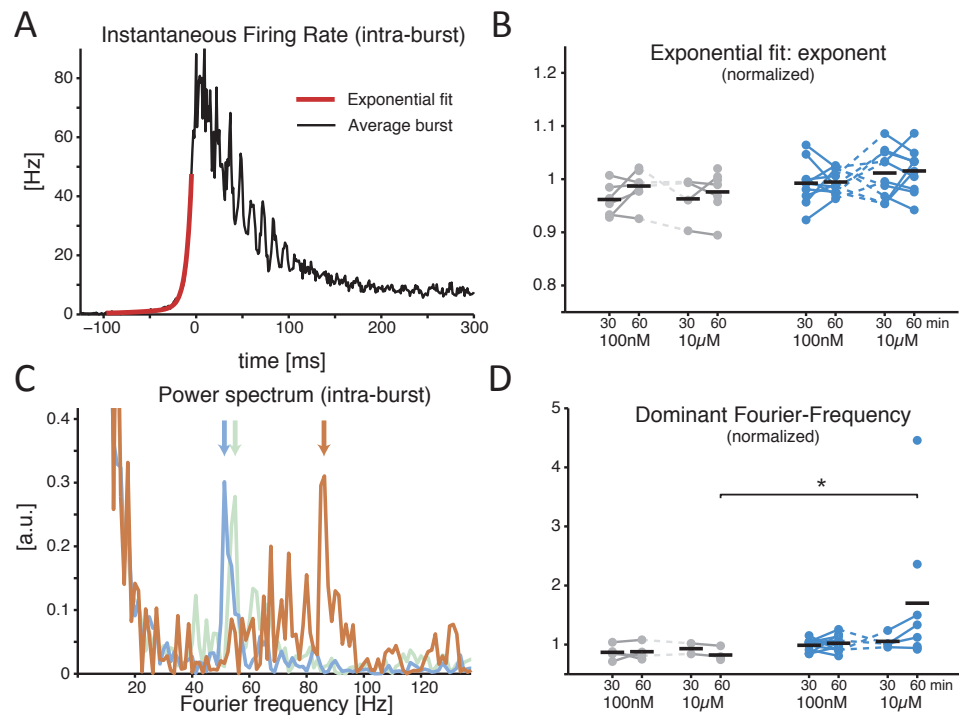 A
Instantaneous Firing Rate (intra-burst)
[Hz]
80
60
40
20
0
Exponential fit
Average burst
−100
0
100
200
300
time [ms]
B
Exponential fit: exponent
(normalized)
1.2
1.1
1
0.9
0.8
30 60 30 60 30 60 30 60 min
100nM 10µM 100nM 10µM
C
Power spectrum (intra-burst)
[a.u.]
0.4
0.3
0.2
0.1
0
20 40 60 80 100 120
Fourier frequency [Hz]
D
Dominant Fourier-Frequency
(normalized)
5
4
3
2
1
*
30 60 30 60 30 60 30 60 min
100nM 10µM 100nM 10µM